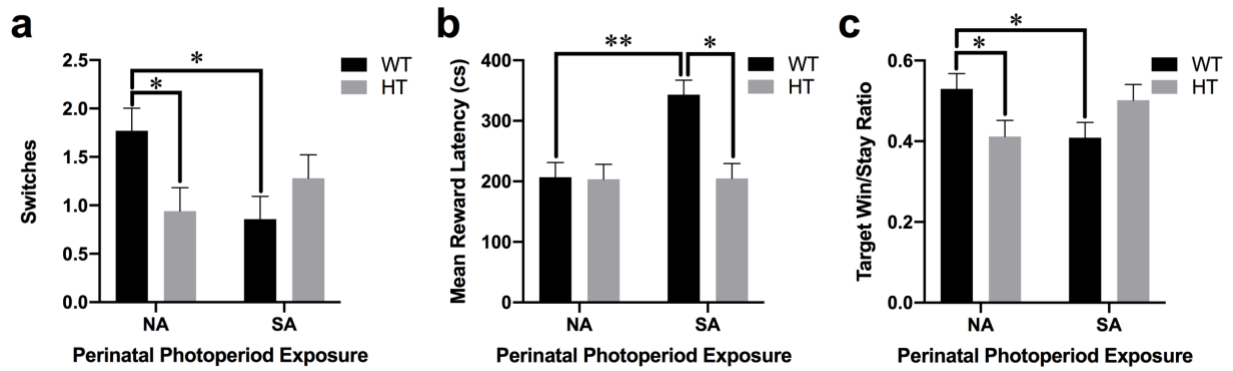 a
Switches
2.5
2.0
1.5
1.0
0.5
0.0
*
*
WT
HT
NA
SA
Perinatal Photoperiod Exposure
b
Mean Reward Latency (cs)
400
300
200
100
0
**
*
WT
HT
NA
SA
Perinatal Photoperiod Exposure
c
Target Win/Stay Ratio
0.6
0.4
0.2
0.0
*
*
WT
HT
NA
SA
Perinatal Photoperiod Exposure